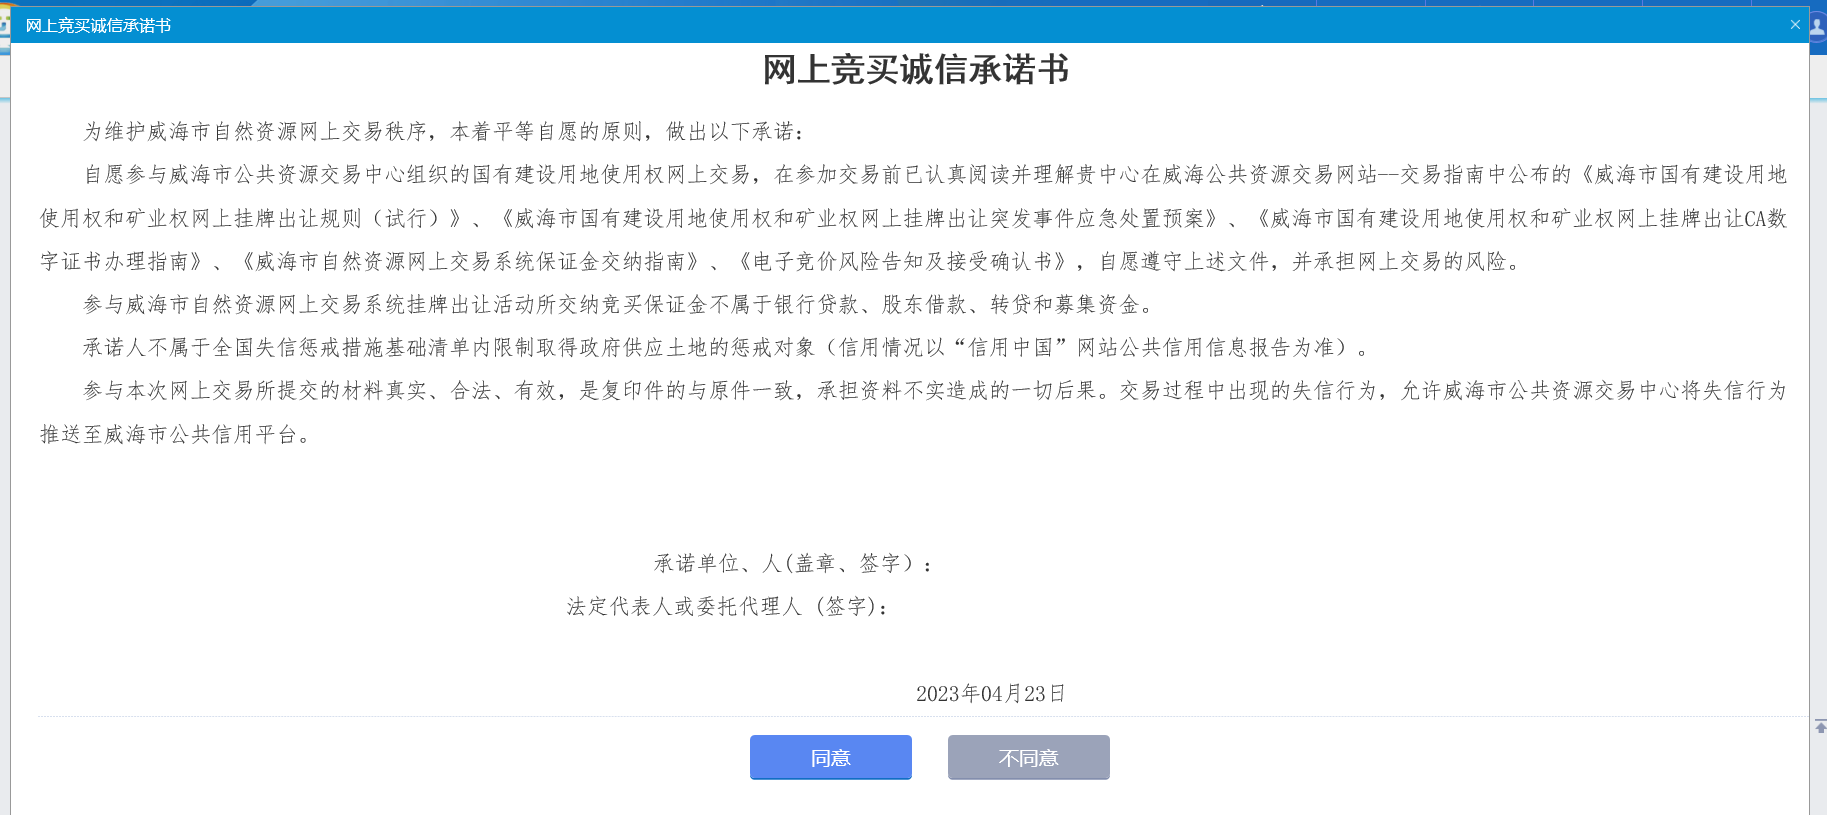 网上竞买诚信承诺书
网上竞买诚信承诺书
为维护威海市自然资源网上交易秩序，本着平等自愿的原则，做出以下承诺：
自愿参与威海市公共资源交易中心组织的国有建设用地使用权网上交易，在参加交易前已认真阅读并理解贵中心在威海公共资源交易网站--交易指南中公布的《威海市国有建设用地
使用权和矿业权网上挂牌出让规则（试行）》、《威海市国有建设用地使用权和矿业权网上挂牌出让突发事件应急处置预案》、《威海市国有建设用地使用权和矿业权网上挂牌出让CA数
字证书办理指南》、《威海市自然资源网上交易系统保证金交纳指南》、《电子竞价风险告知及接受确认书》，自愿遵守上述文件，并承担网上交易的风险。
参与威海市自然资源网上交易系统挂牌出让活动所交纳竞买保证金不属于银行贷款、股东借款、转贷和募集资金。
承诺人不属于全国失信惩戒措施基础清单内限制取得政府供应土地的惩戒对象（信用情况以“信用中国”网站公共信用信息报告为准）。
参与本次网上交易所提交的材料真实、合法、有效，是复印件的与原件一致，承担资料不实造成的一切后果。交易过程中出现的失信行为，允许威海市公共资源交易中心将失信行为
推送至威海市公共信用平台。
承诺单位、人(盖章、签字）：
法定代表人或委托代理人 (签字)：
2023年04月23日
同意 不同意